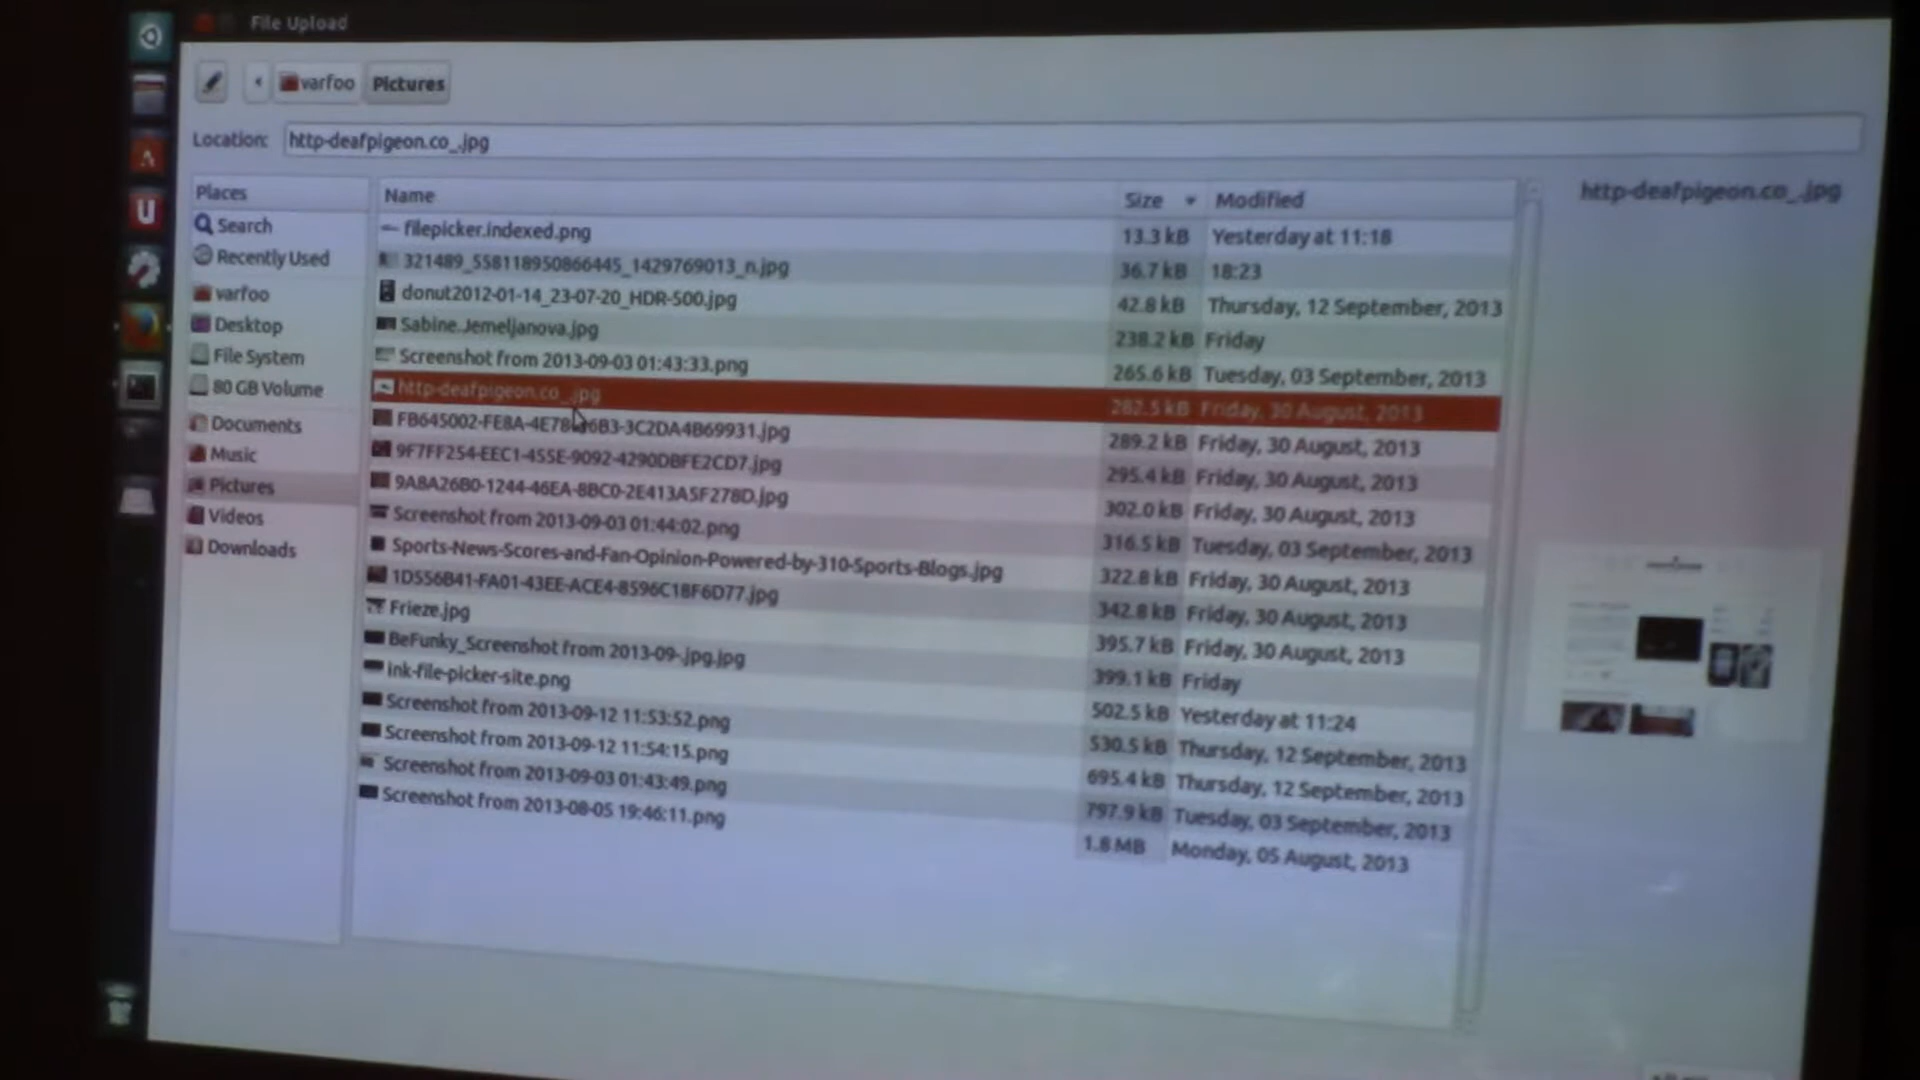 File Upload
varfoo Pictures
Location: http-deafpigeon.co_.jpg
Places
Search
Recently Used
varfoo
Desktop
File System
80 GB Volume
Documents
Music
Pictures
Videos
Downloads
Name Size Modified
filepicker.indexed.png 13.3 kB Yesterday at 11:18
321489_558118950866445_1429769013_n.jpg 36.7 kB 18:23
donut2012-01-14_23-07-20_HDR-500.jpg 42.8 kB Thursday, 12 September, 2013
Sabine.Jemeljanova.jpg 238.2 kB Friday
Screenshot from 2013-09-03 01:43:33.png 265.6 kB Tuesday, 03 September, 2013
http-deafpigeon.co_.jpg 282.5 kB Friday, 30 August, 2013
289.2 kB Friday, 30 August, 2013
9F7FF254-EEC1-455E-9092-4290DBFE2CD7.jpg 295.4 kB Friday, 30 August, 2013
9A8A26B0-1244-46EA-8BC0-2E413A5F278D.jpg 302.0 kB Friday, 30 August, 2013
Screenshot from 2013-09-03 01:44:02.png 316.5 kB Tuesday, 03 September, 2013
Sports-News-Scores-and-Fan-Opinion-Powered-by-310-Sports-Blogs.jpg 322.8 kB Friday, 30 August, 2013
1D556B41-FA01-43EE-ACE4-8596C18F6D77.jpg 342.8 kB Friday, 30 August, 2013
Frieze.jpg 395.7 kB Friday, 30 August, 2013
BeFunky_Screenshot from 2013-09-.jpg.jpg 399.1 kB Friday
ink-file-picker-site.png 502.5 kB Yesterday at 11:24
Screenshot from 2013-09-12 11:53:52.png 530.5 kB Thursday, 12 September, 2013
Screenshot from 2013-09-12 11:54:15.png 695.4 kB Thursday, 12 September, 2013
Screenshot from 2013-09-03 01:43:49.png 797.9 kB Tuesday, 03 September, 2013
Screenshot from 2013-08-05 19:46:11.png 1.8 MB Monday, 05 August, 2013
http-deafpigeon.co_.jpg